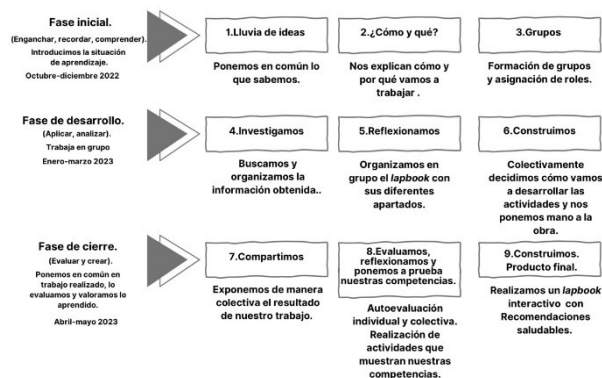 Fase inicial.
(Enganchar, recordar, comprender).
Introducimos la situación
de aprendizaje.
Octubre-diciembre 2022
1.Lluvia de ideas
Ponemos en común lo
que sabemos.
2.¿Cómo y qué?
Nos explican cómo y
por qué vamos a
trabajar .
3.Grupos
Formación de grupos
y asignación de roles.
Fase de desarrollo.
(Aplicar, analizar).
Trabaja en grupo
Enero-marzo 2023
4.Investigamos
Buscamos y
organizamos la
información obtenida..
5.Reflexionamos
Organizamos en
grupo el lapbook con
sus diferentes
apartados.
6.Construimos
Colectivamente
decidimos cómo vamos
a desarrollar las
actividades y nos
ponemos mano a la
obra.
Fase de cierre.
(Evaluar y crear).
Ponemos en común en
trabajo realizado, lo
evaluamos y valoramos lo
aprendido.
Abril-mayo 2023
7.Compartimos
Exponemos de manera
colectiva el resultado
de nuestro trabajo.
8.Evaluamos,
reflexionamos y
ponemos a prueba
nuestras competencias.
Autoevaluación
individual y colectiva.
Realización de
actividades que
muestran nuestras
competencias.
9.Construimos.
Producto final.
Realizamos un lapbook
interactivo con
Recomendaciones
saludables.